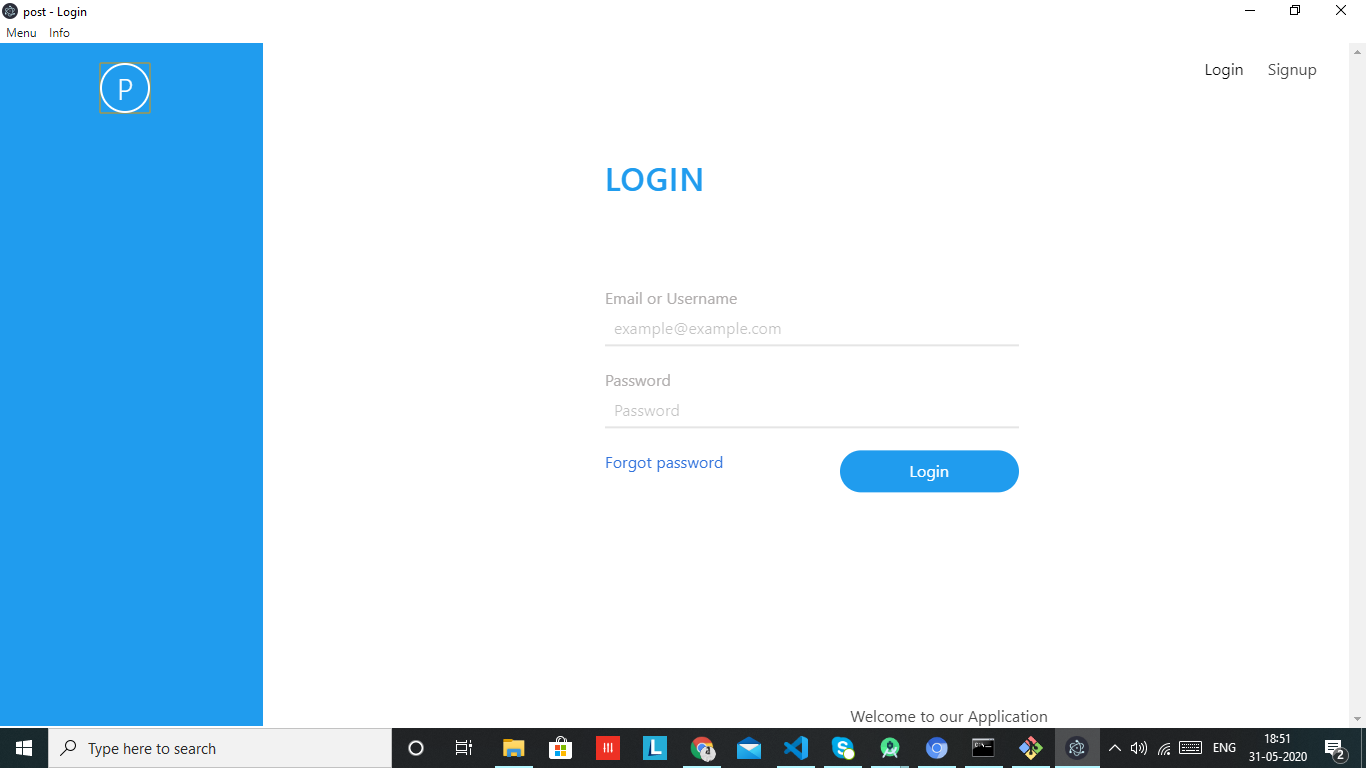 post - Login
Menu Info
P
Login Signup
LOGIN
Email or Username
example@example.com
Password
Password
Forgot password
Login
Welcome to our Application
Type here to search
L
ENG
18:51
31-05-2020
2